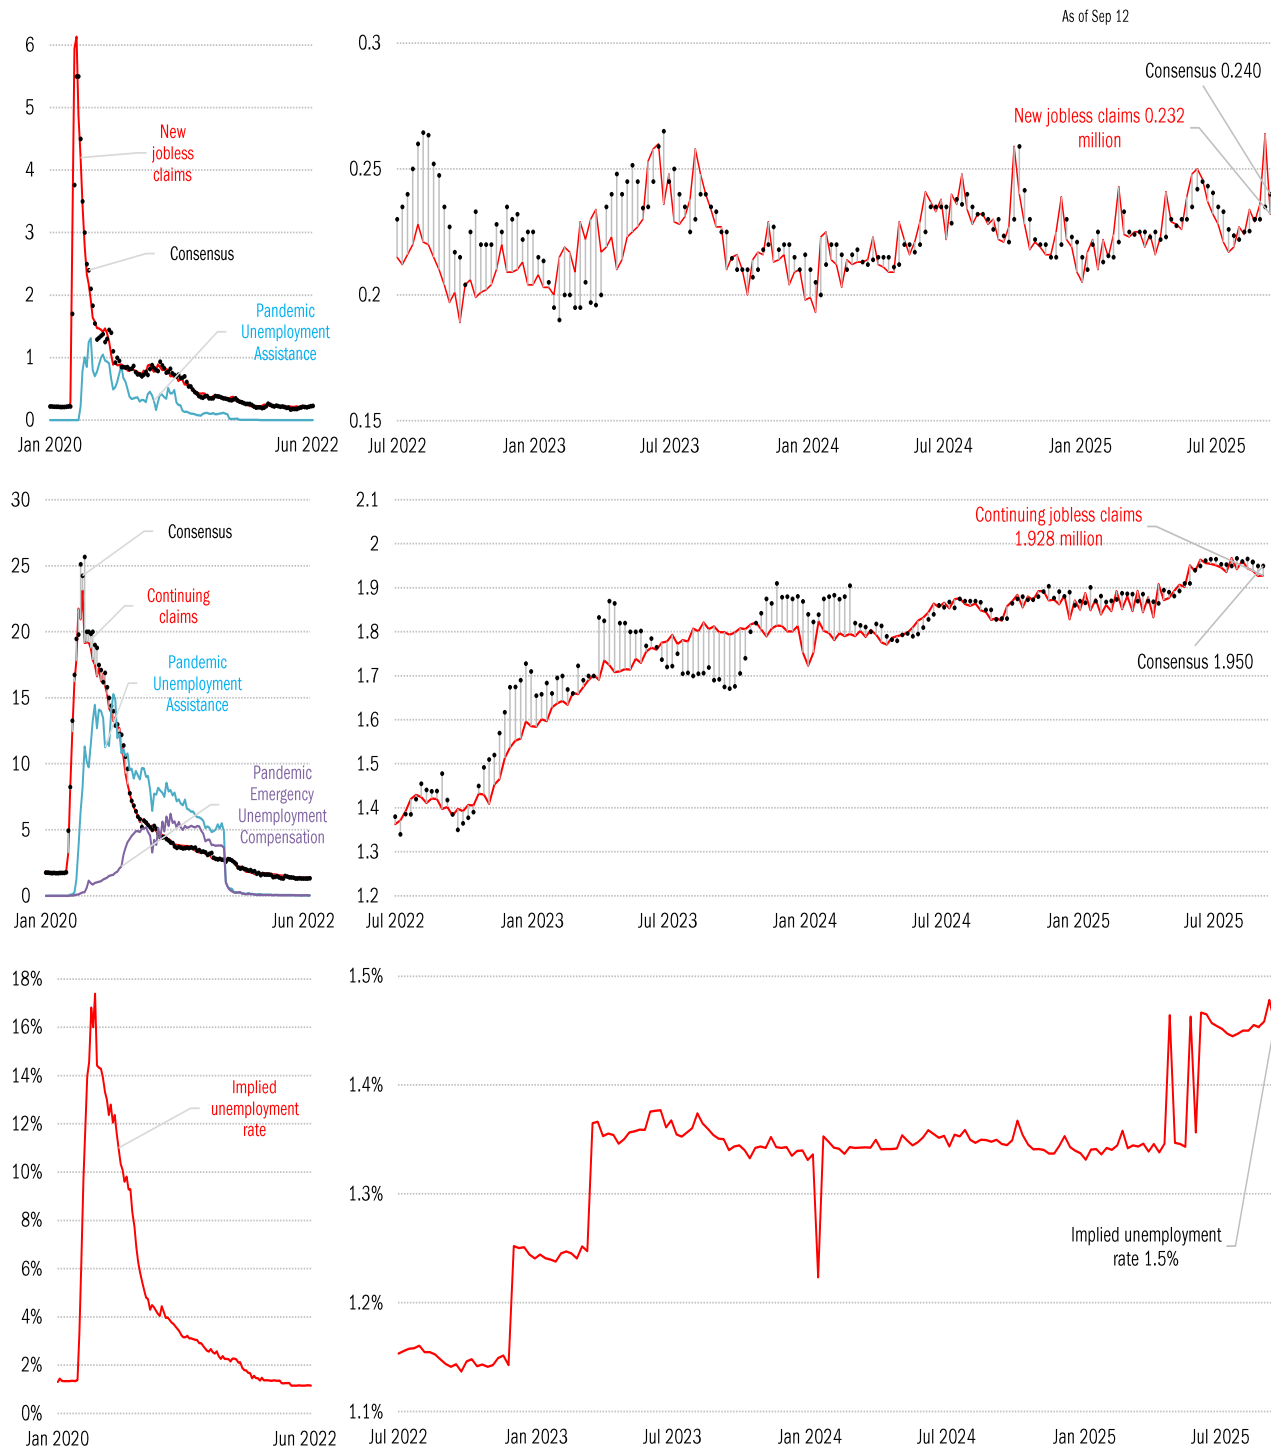 As of Sep 12
6
5
4
3
2
1
0
New
jobless
claims
Consensus
Pandemic
Unemployment
Assistance
Jan 2020
Jun 2022
0.3
0.25
0.2
0.15
Consensus 0.240
New jobless claims 0.232
million
Jul 2022
Jan 2023
Jul 2023
Jan 2024
Jul 2024
Jan 2025
Jul 2025
30
25
20
15
10
5
0
Consensus
Continuing
claims
Pandemic
Unemployment
Assistance
Pandemic
Emergency
Unemployment
Compensation
Jan 2020
Jun 2022
2.1
2
1.9
1.8
1.7
1.6
1.5
1.4
1.3
1.2
Continuing jobless claims
1.928 million
Consensus 1.950
Jul 2022
Jan 2023
Jul 2023
Jan 2024
Jul 2024
Jan 2025
Jul 2025
18%
16%
14%
12%
10%
8%
6%
4%
2%
0%
Implied
unemployment
rate
Jan 2020
Jun 2022
1.5%
1.4%
1.3%
1.2%
1.1%
Implied unemployment
rate 1.5%
Jul 2022
Jan 2023
Jul 2023
Jan 2024
Jul 2024
Jan 2025
Jul 2025